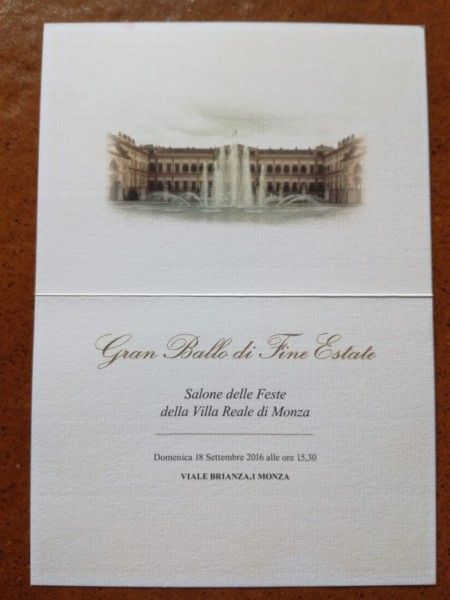 Gran Ballo di Fine Estate
Salone delle Feste
della Villa Reale di Monza
Domenica 18 Settembre 2016 alle ore 15,30
VIALE BRIANZA,1 MONZA